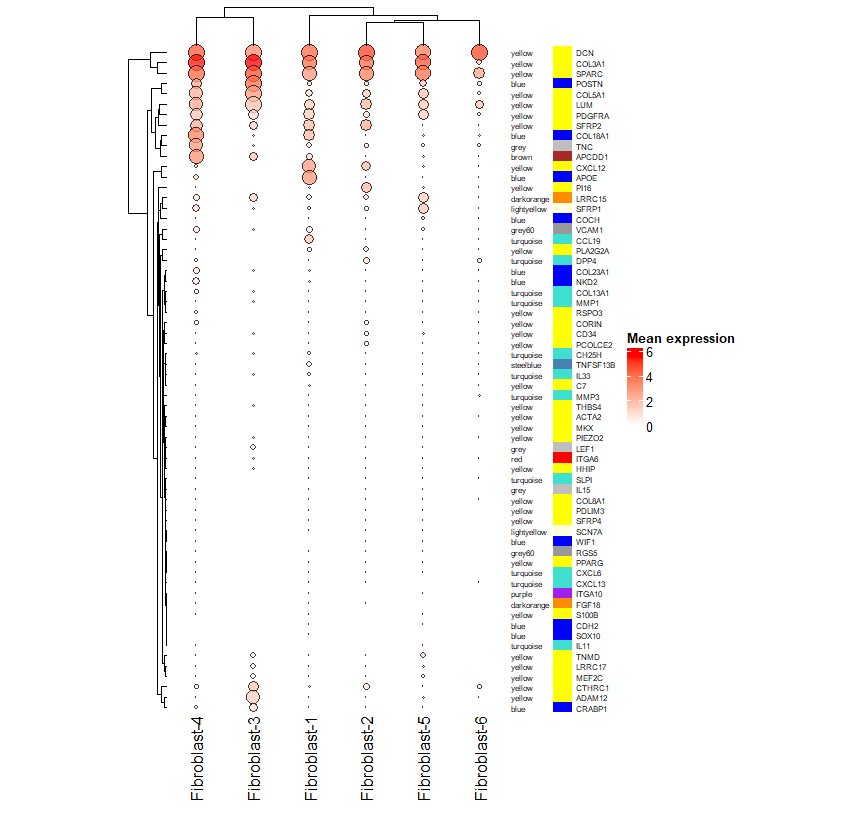 yellow DCN
yellow COL3A1
yellow SPARC
blue POSTN
yellow COL5A1
yellow LUM
yellow PDGFRA
yellow SFRP2
blue COL18A1
grey TNC
brown APCDD1
yellow CXCL12
blue APOE
yellow PI16
darkorange LRRC15
lightyellow SFRP1
blue COCH
grey60 VCAM1
turquoise CCL19
yellow PLA2G2A
turquoise DPP4
blue COL23A1
blue NKD2
turquoise COL13A1
turquoise MMP1
yellow RSPO3
yellow CORIN
yellow CD34
yellow PCOLCE2
turquoise CH25H
steelblue TNFSF13B
turquoise IL33
yellow C7
turquoise MMP3
yellow THBS4
yellow ACTA2
yellow MKX
yellow PIEZO2
grey LEF1
red ITGA6
yellow HHIP
turquoise SLPI
grey IL15
yellow COL8A1
yellow PDLIM3
yellow SFRP4
lightyellow SCN7A
blue WIF1
grey60 RGS5
yellow PPARG
turquoise CXCL6
turquoise CXCL13
purple ITGA10
darkorange FGF18
yellow S100B
blue CDH2
blue SOX10
turquoise IL11
yellow TNMD
yellow LRRC17
yellow MEF2C
yellow CTHRC1
yellow ADAM12
blue CRABP1
Fibroblast-4
Fibroblast-3
Fibroblast-1
Fibroblast-2
Fibroblast-5
Fibroblast-6
Mean expression
6
4
2
0